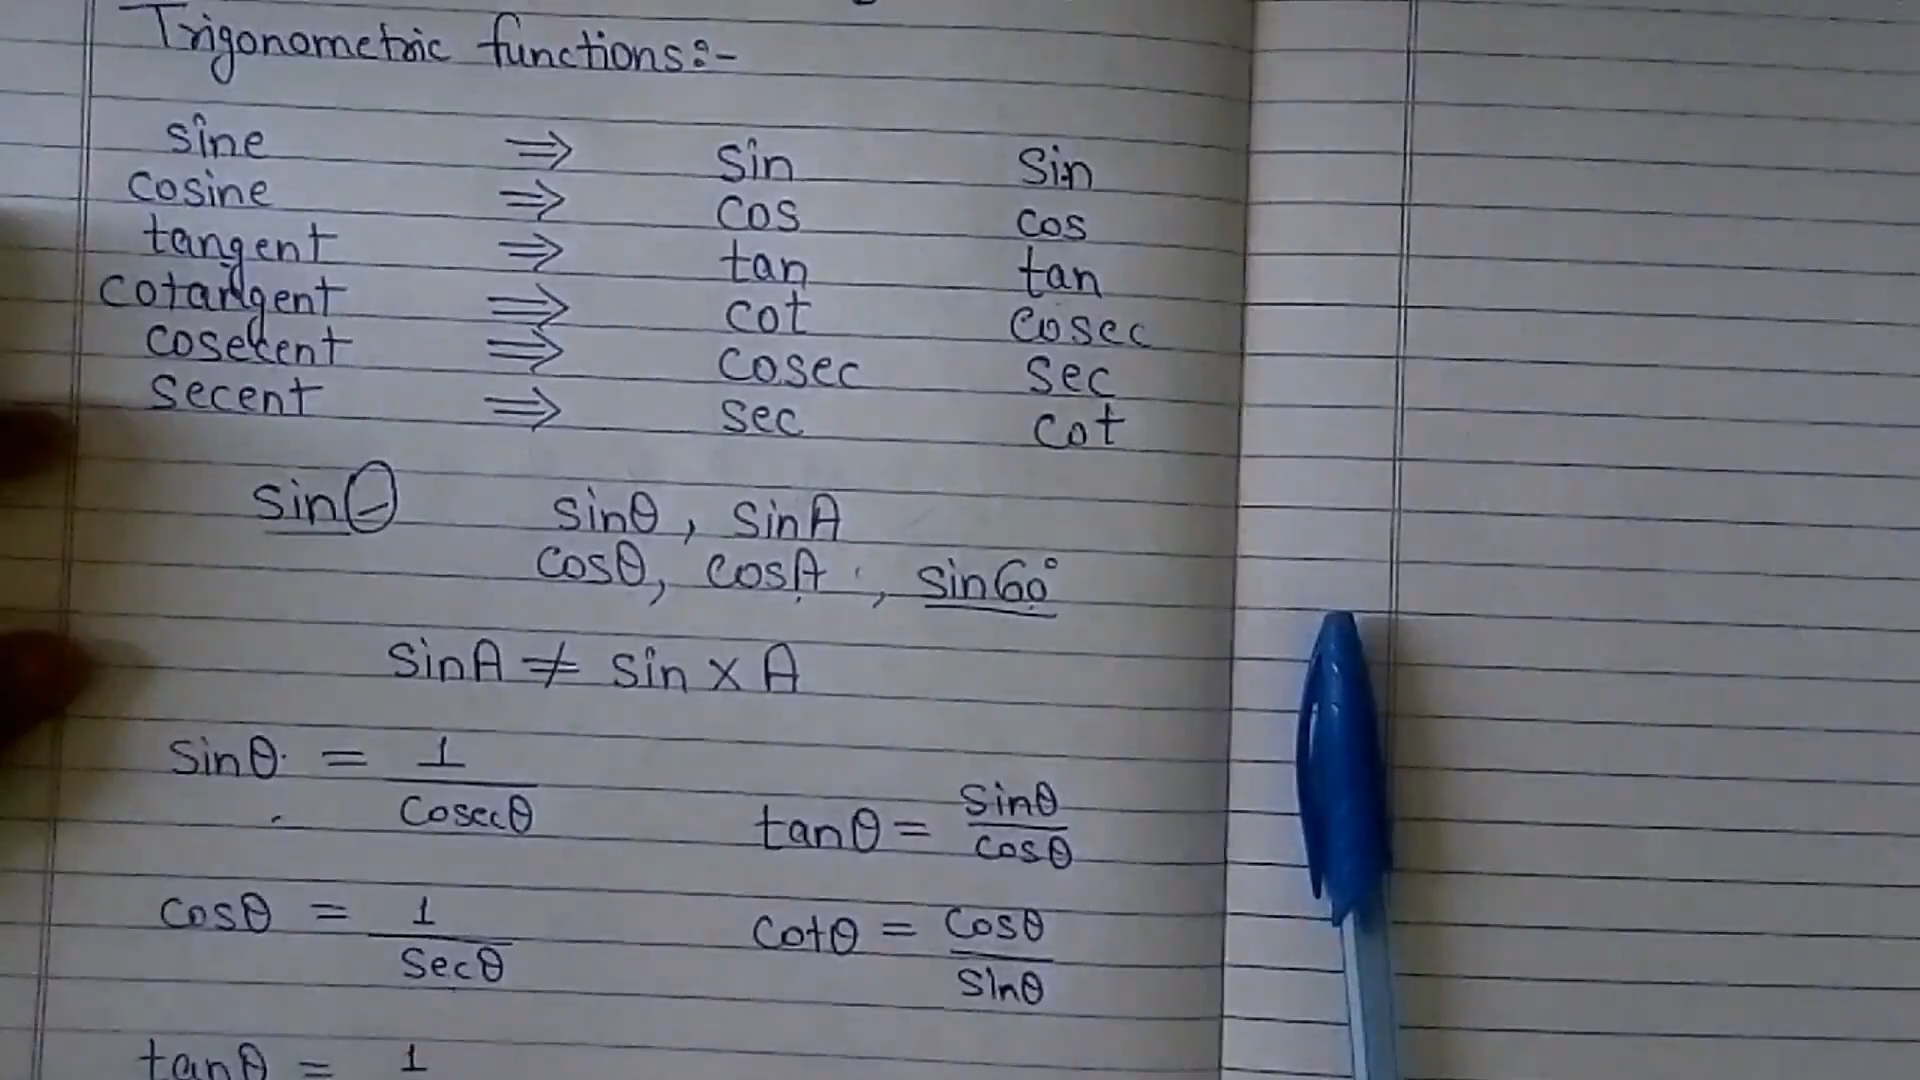 Trigonometric functions:-
sine ⇒ sin sin
cosine ⇒ cos cos
tangent ⇒ tan tan
cotangent ⇒ cot cosec
cosecent ⇒ cosec sec
secent ⇒ sec cot
sinθ sinθ, sinA
cosθ, cosA, sin60°
sinA ≠ sin × A
sinθ = 1/cosecθ
tanθ = sinθ/cosθ
cosθ = 1/secθ
cotθ = cosθ/sinθ
tanθ = 1